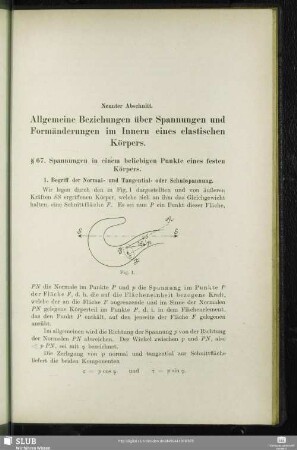 Neunter Abschnitt.
Allgemeine Beziehungen über Spannungen und
Formänderungen im Innern eines elastischen
Körpers.
§ 67. Spannungen in einem beliebigen Punkte eines festen
Körpers.
1. Begriff der Normal- und Tangential- oder Schubspannung.
Wir legen durch den in Fig. 1 dargestellten und von äußeren
Kräften ergriffenen Körper, welche sich an ihm das Gleichgewicht
halten, eine Schnittfläche F. Es sei nun P ein Punkt dieser Fläche,
Fig. 1.
PN die Normale im Punkte P und p die Spannung im Punkte P
der Fläche F, d. h. die auf die Flächeneinheit bezogene Kraft,
welche der an die Fläche F angrenzende und im Sinne der Normalen
PN gelegene Körperteil im Punkte P, d. h. in dem Flächenelement,
das den Punkt P enthält, auf den jenseits der Fläche F gelegenen
ausübt.
Im allgemeinen wird die Richtung der Spannung p von der Richtung
der Normalen PN abweichen. Der Winkel zwischen p und PN, also
∢ p PN, sei mit φ bezeichnet.
Die Zerlegung von p normal und tangential zur Schnittfläche
liefert die beiden Komponenten
σ = p cos φ und τ = p sin φ.
SLUB
Wir führen Wissen.